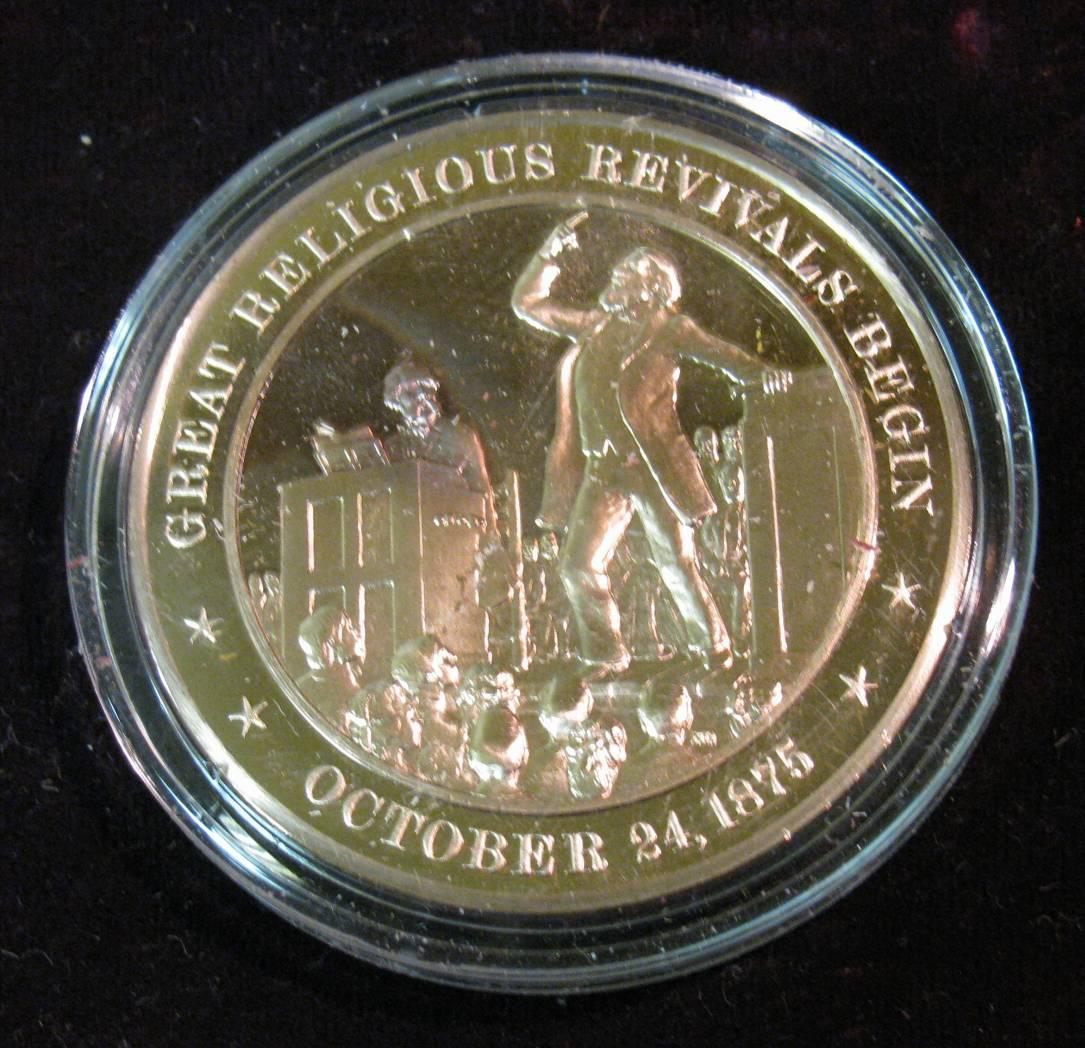 GREAT RELIGIOUS REVIVALS BEGIN
OCTOBER 24, 1875